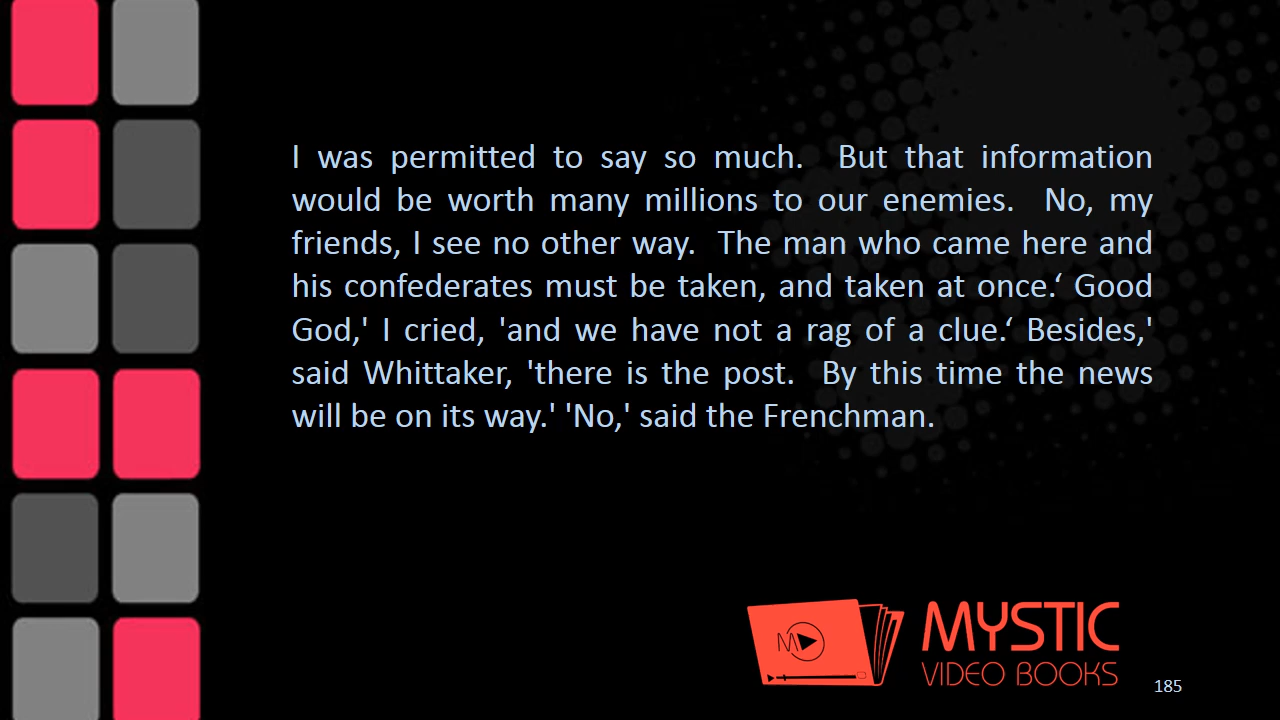 I was permitted to say so much.  But that information
would be worth many millions to our enemies.  No, my
friends, I see no other way.  The man who came here and
his confederates must be taken, and taken at once.‘ Good
God,' I cried, 'and we have not a rag of a clue.‘ Besides,'
said Whittaker, 'there is the post.  By this time the news
will be on its way.' 'No,' said the Frenchman.
M
MYSTIC
VIDEO BOOKS
185